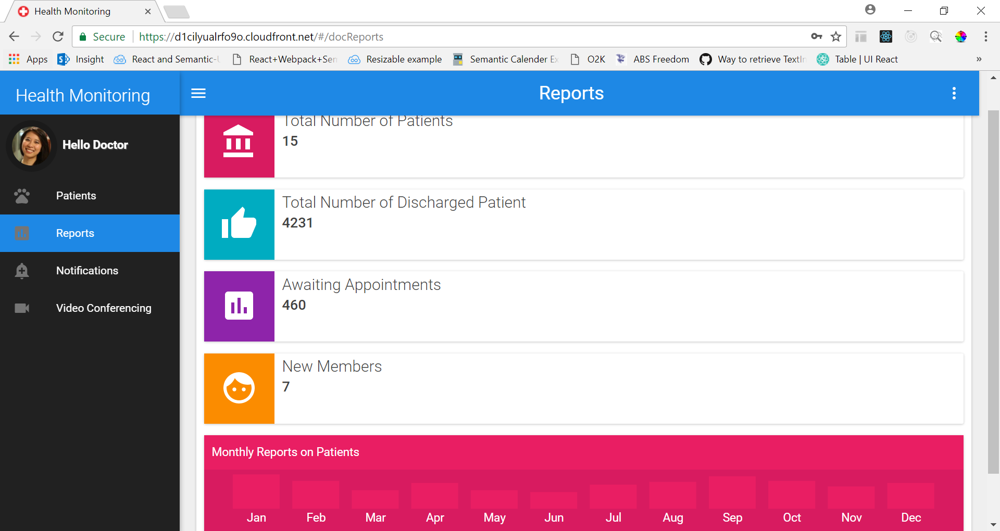 Health Monitoring
Secure https://d1cilyualrfo9o.cloudfront.net/#/docReports
Apps Insight React and Semantic- React+Webpack+Sem Resizable example Semantic Calender Ex O2K ABS Freedom Way to retrieve TextIn Table | UI React »
Health Monitoring
Reports
Hello Doctor
Patients
Reports
Notifications
Video Conferencing
Total Number of Patients
15
Total Number of Discharged Patient
4231
Awaiting Appointments
460
New Members
7
Monthly Reports on Patients
Jan Feb Mar Apr May Jun Jul Aug Sep Oct Nov Dec